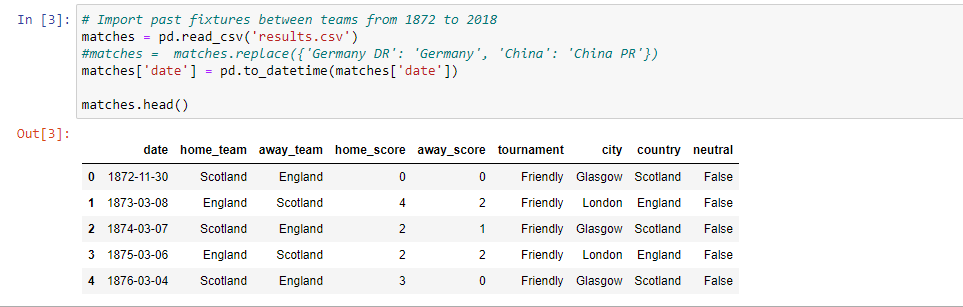 In [3]: # Import past fixtures between teams from 1872 to 2018
matches = pd.read_csv('results.csv')
#matches =  matches.replace({'Germany DR': 'Germany', 'China': 'China PR'})
matches['date'] = pd.to_datetime(matches['date'])
matches.head()
Out[3]:
date home_team away_team home_score away_score tournament city country neutral
0 1872-11-30 Scotland England 0 0 Friendly Glasgow Scotland False
1 1873-03-08 England Scotland 4 2 Friendly London England False
2 1874-03-07 Scotland England 2 1 Friendly Glasgow Scotland False
3 1875-03-06 England Scotland 2 2 Friendly London England False
4 1876-03-04 Scotland England 3 0 Friendly Glasgow Scotland False